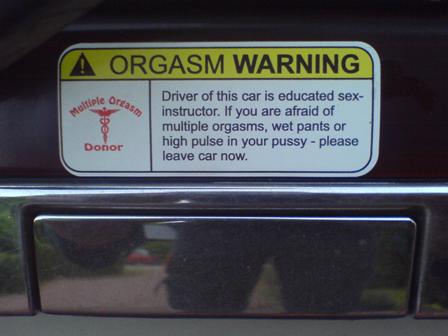 ORGASM WARNING
Multiple Orgasm
Donor
Driver of this car is educated sex-
instructor. If you are afraid of
multiple orgasms, wet pants or
high pulse in your pussy - please
leave car now.